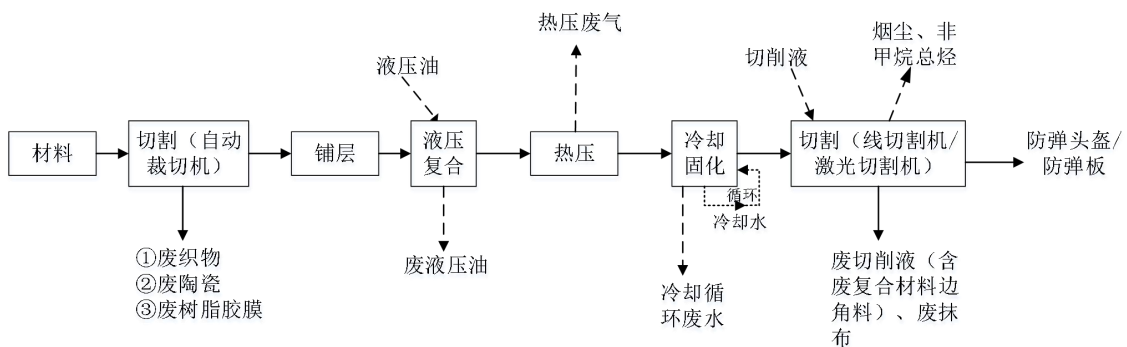 热压废气
烟尘、非
甲烷总烃
液压油
切削液
材料
切割（自动
裁切机）
铺层
液压
复合
热压
冷却
固化
切割（线切割机/
激光切割机）
防弹头盔/
防弹板
循环
冷却水
①废织物
②废陶瓷
③废树脂胶膜
废液压油
冷却循
环废水
废切削液（含
废复合材料边
角料）、废抹
布